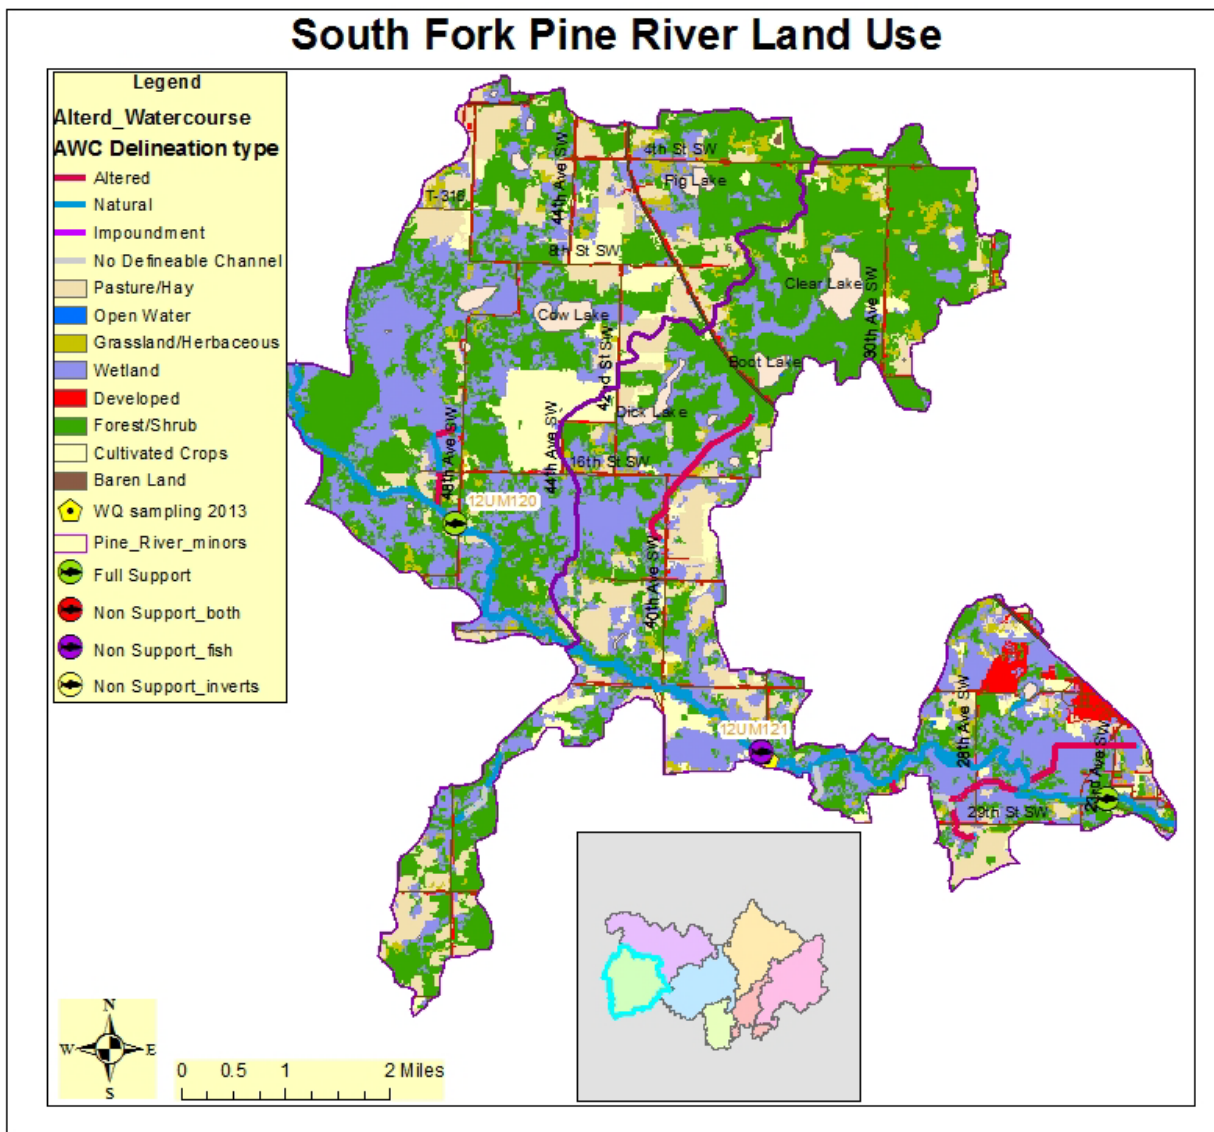 South Fork Pine River Land Use
Legend
Alterd_Watercourse
AWC Delineation type
Altered
Natural
Impoundment
No Defineable Channel
Pasture/Hay
Open Water
Grassland/Herbaceous
Wetland
Developed
Forest/Shrub
Cultivated Crops
Baren Land
WQ sampling 2013
Pine_River_minors
Full Support
Non Support_both
Non Support_fish
Non Support_inverts
44th Ave SW
4th St SW
Pig Lake
T-316
8th St SW
Clear Lake
30th Ave SW
Cow Lake
42nd St SW
Boot Lake
Dick Lake
48th Ave SW
44th Ave SW
16th St SW
12UM120
40th Ave SW
12UM121
28th Ave SW
23rd Ave SW
29th St SW
N
W
E
S
0 0.5 1 2 Miles